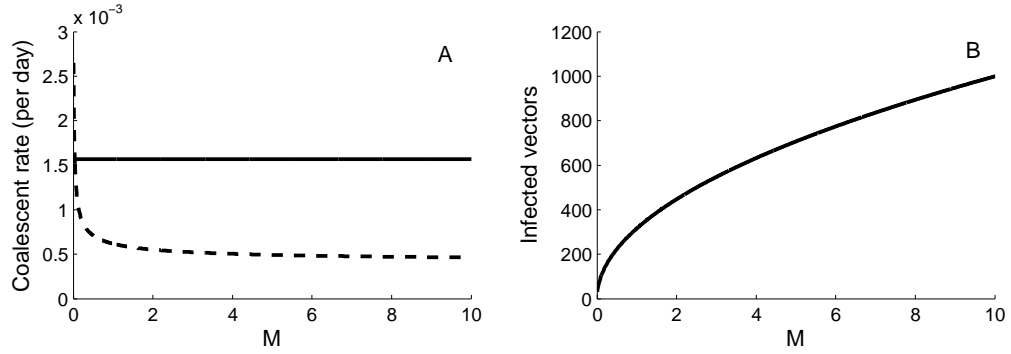 x 10⁻³
3
2.5
2
1.5
1
0.5
0
0 2 4 6 8 10
M
Coalescent rate (per day)
A
1200
1000
800
600
400
200
0
0 2 4 6 8 10
M
Infected vectors
B